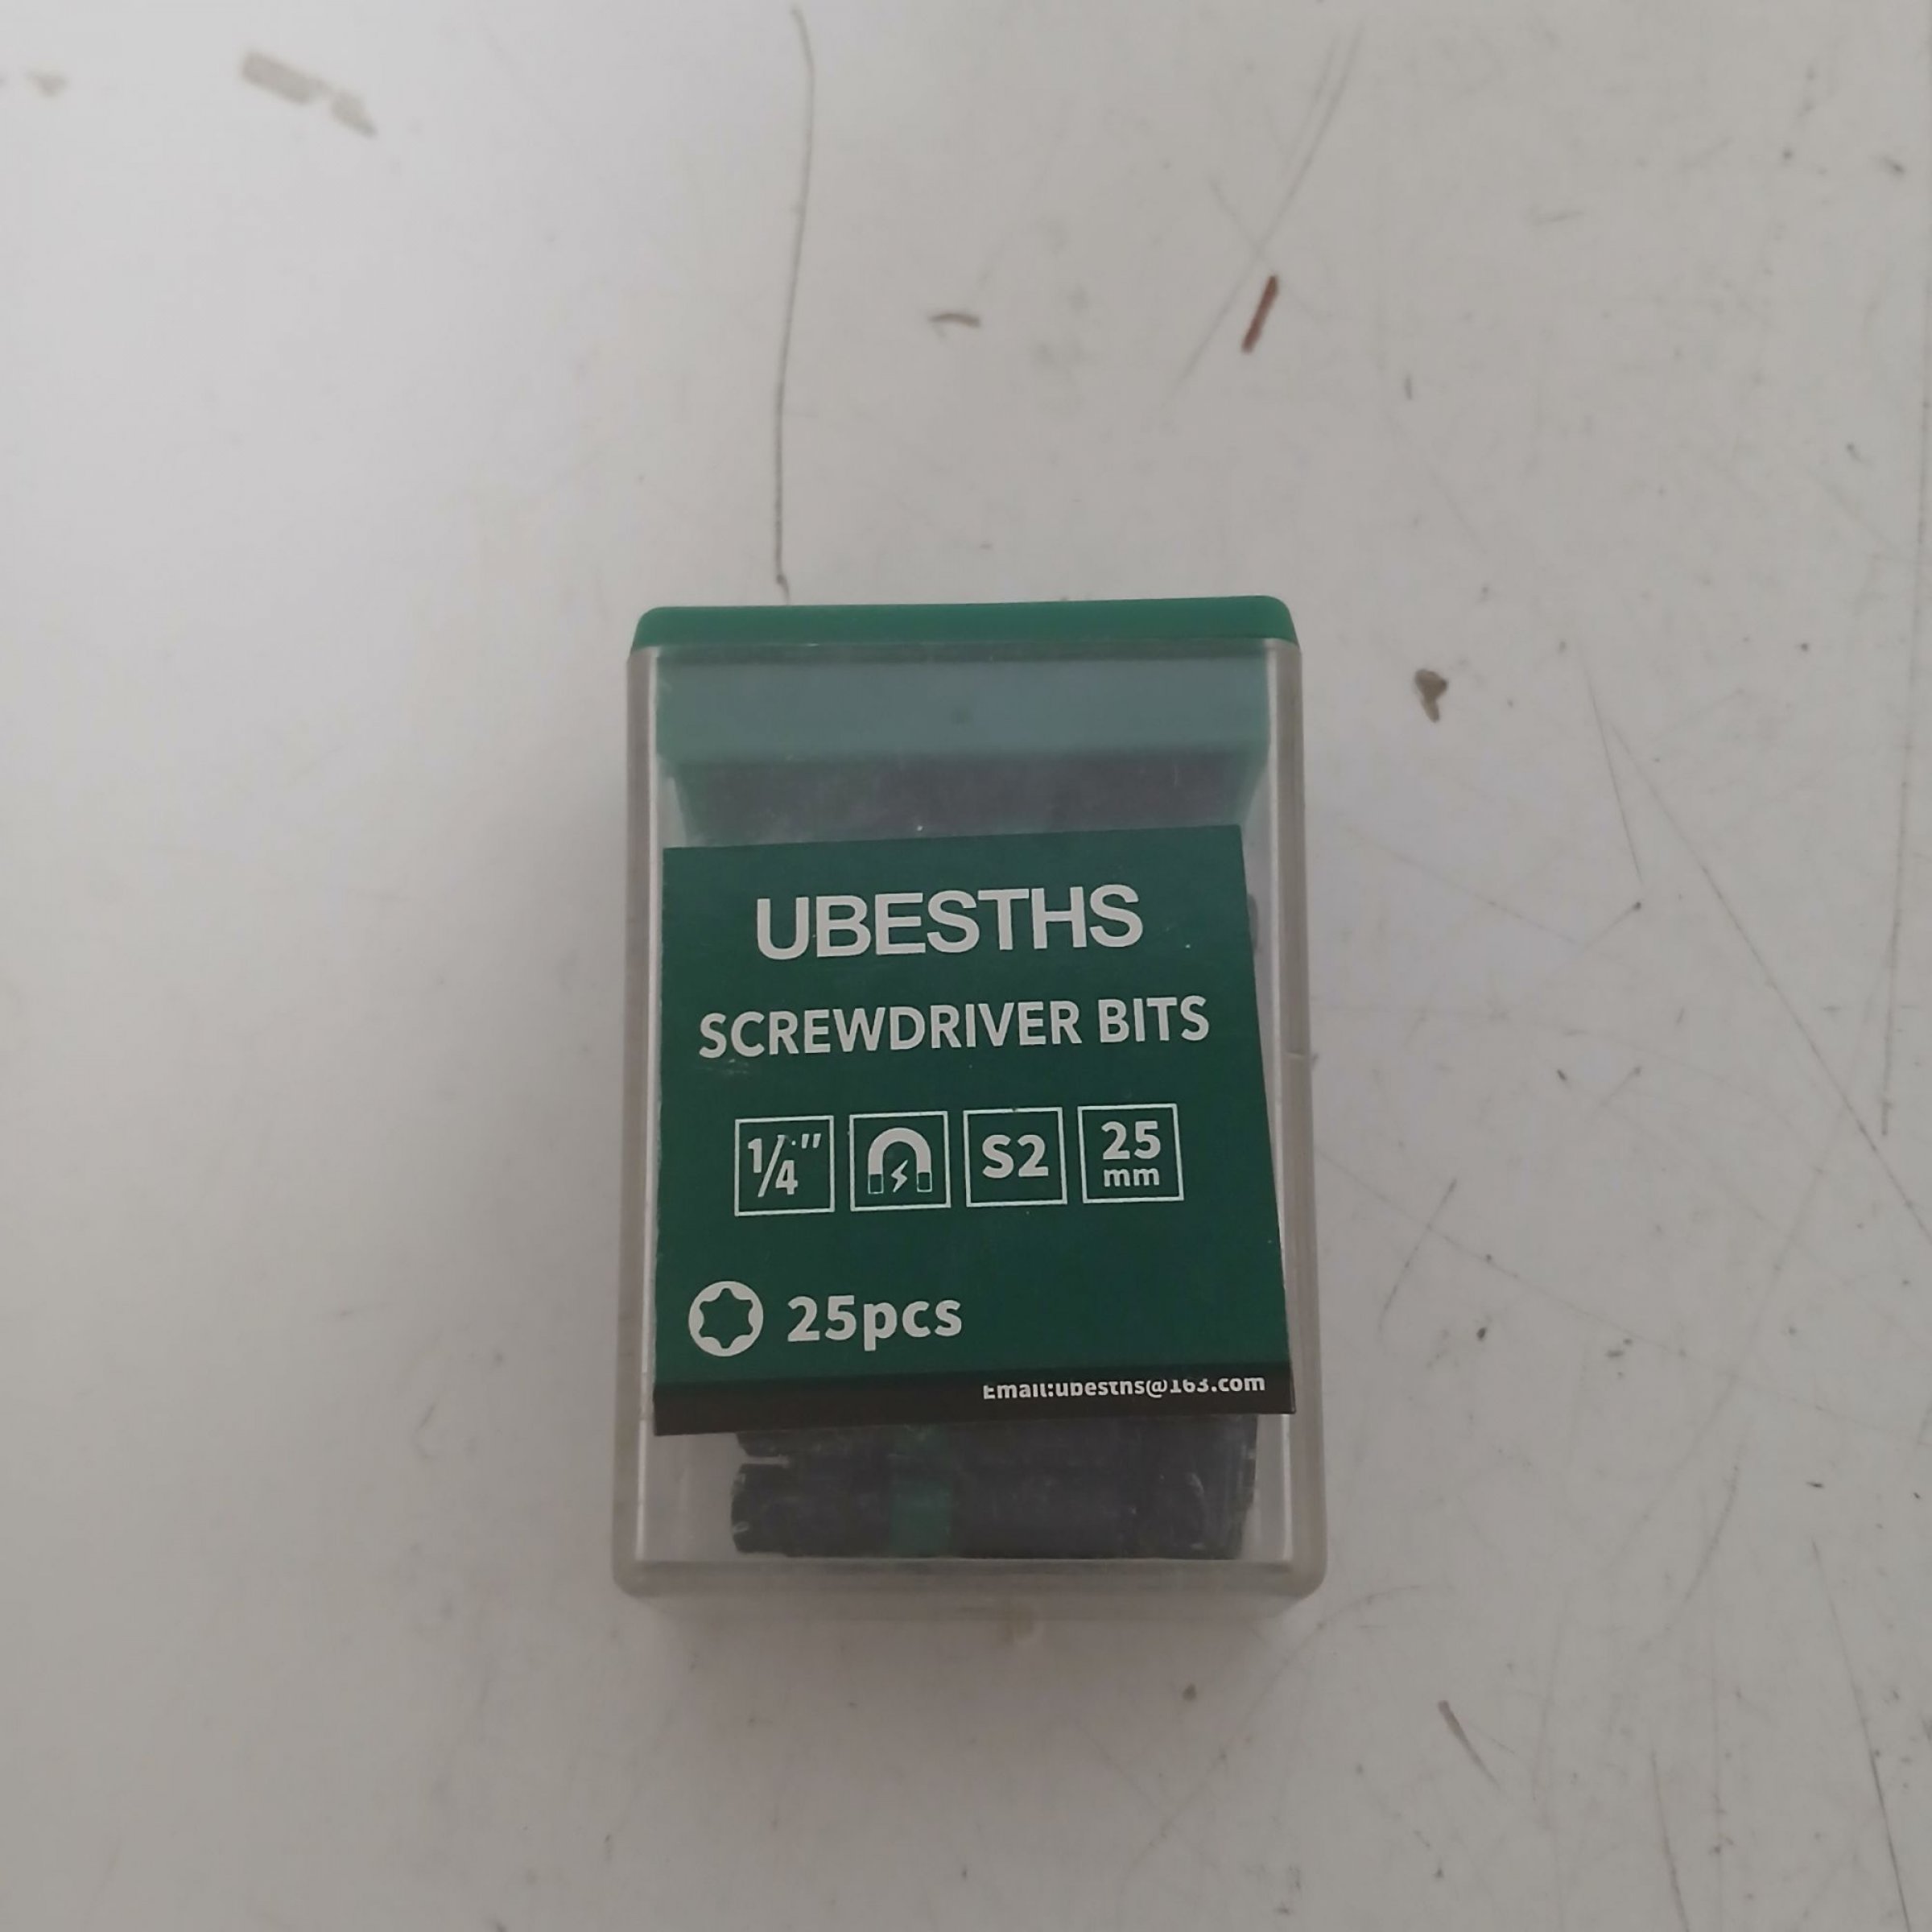 UBESTHS
SCREWDRIVER BITS
1/4" S2 25 mm
25pcs
Email:ubesths@163.com